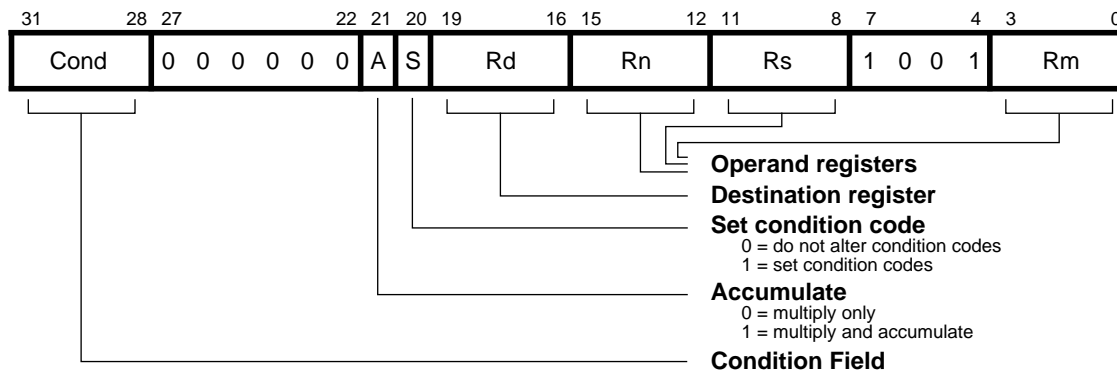 31 28 27 22 21 20 19 16 15 12 11 8 7 4 3 0
Cond 0 0 0 0 0 0 A S Rd Rn Rs 1 0 0 1 Rm
Operand registers
Destination register
Set condition code
0 = do not alter condition codes
1 = set condition codes
Accumulate
0 = multiply only
1 = multiply and accumulate
Condition Field